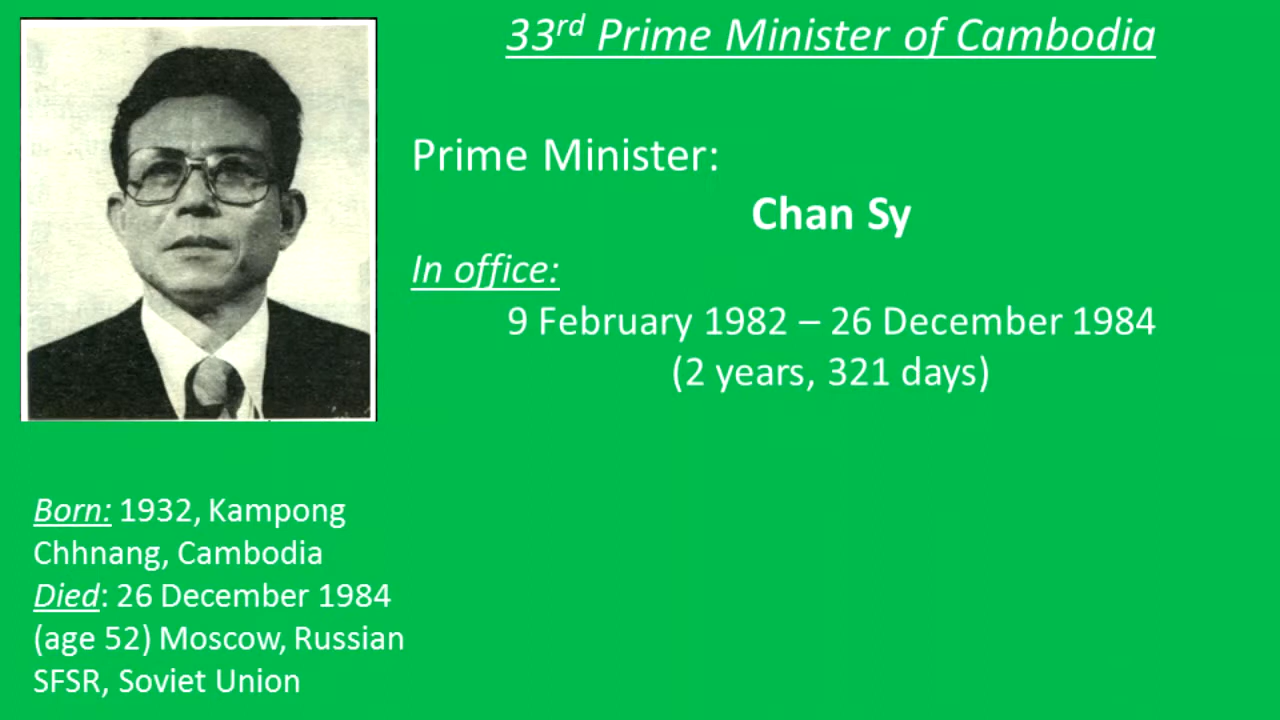 33rd Prime Minister of Cambodia
Prime Minister:
Chan Sy
In office:
9 February 1982 – 26 December 1984
(2 years, 321 days)
Born: 1932, Kampong
Chhnang, Cambodia
Died: 26 December 1984
(age 52) Moscow, Russian
SFSR, Soviet Union